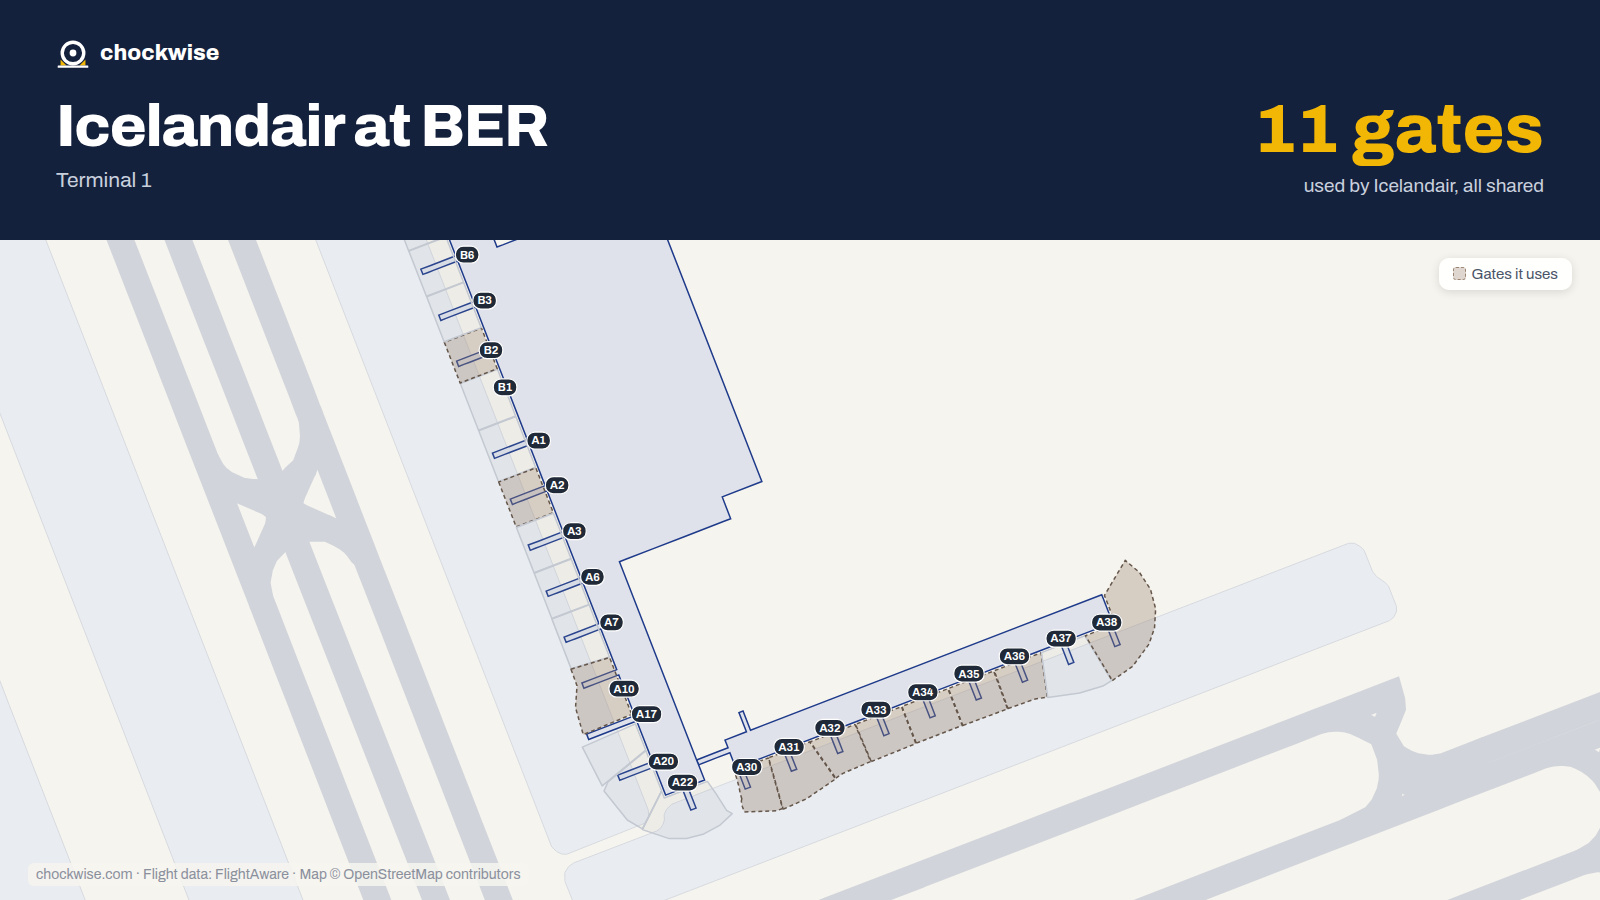 chockwise
Icelandair at BER
Terminal 1
11 gates
used by Icelandair, all shared
Gates it uses
B6
B3
B2
B1
A1
A2
A3
A6
A7
A10
A17
A20
A22
A30
A31
A32
A33
A34
A35
A36
A37
A38
chockwise.com · Flight data: FlightAware · Map © OpenStreetMap contributors